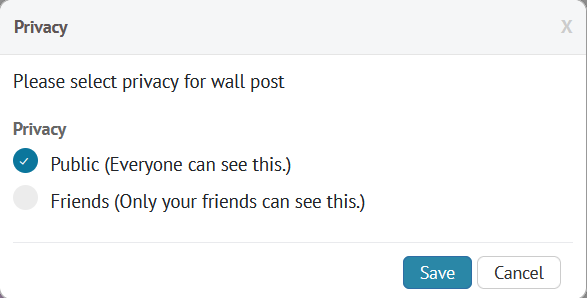 Privacy X
Please select privacy for wall post
Privacy
Public (Everyone can see this.)
Friends (Only your friends can see this.)
Save Cancel